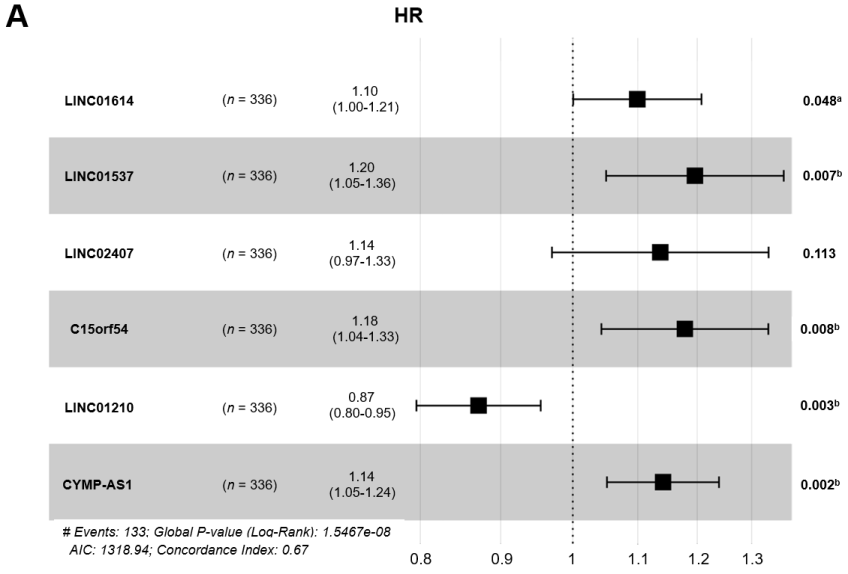 A
HR
LINC01614 (n = 336) 1.10 0.048ᵃ
(1.00-1.21)
LINC01537 (n = 336) 1.20 0.007ᵇ
(1.05-1.36)
LINC02407 (n = 336) 1.14 0.113
(0.97-1.33)
C15orf54 (n = 336) 1.18 0.008ᵇ
(1.04-1.33)
LINC01210 (n = 336) 0.87 0.003ᵇ
(0.80-0.95)
CYMP-AS1 (n = 336) 1.14 0.002ᵇ
(1.05-1.24)
# Events: 133; Global P-value (Log-Rank): 1.5467e-08
AIC: 1318.94; Concordance Index: 0.67
0.8 0.9 1 1.1 1.2 1.3